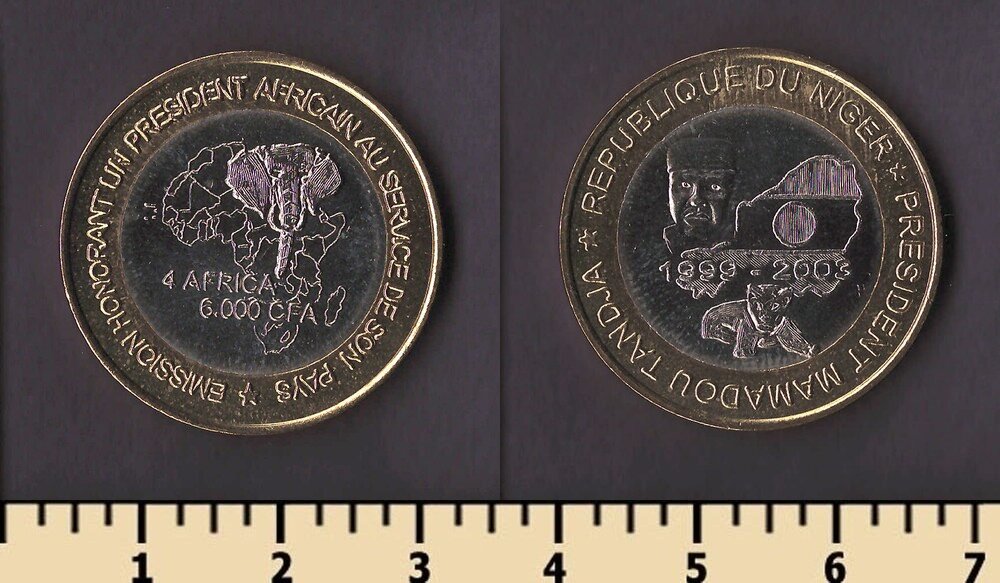 ★ EMISSION HONORANT UN PRESIDENT AFRICAIN AU SERVICE DE SON PAYS
4 AFRICA
6.000 CFA
★ REPUBLIQUE DU NIGER ★ PRESIDENT MAMADOU TANDJA
1999 - 2003
1 2 3 4 5 6 7